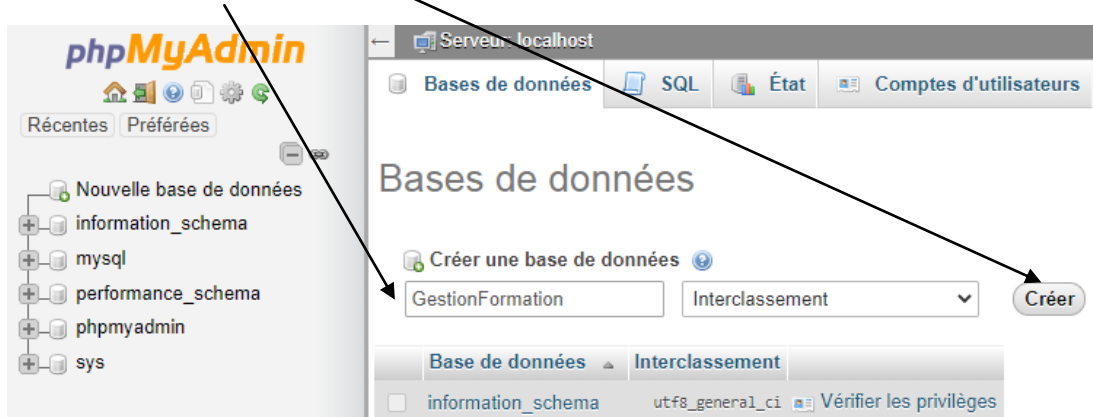 phpMyAdmin
Récentes Préférées
Nouvelle base de données
information_schema
mysql
performance_schema
phpmyadmin
sys
Serveur: localhost
Bases de données SQL État Comptes d'utilisateurs
Bases de données
Créer une base de données
GestionFormation Interclassement Créer
Base de données Interclassement
information_schema utf8_general_ci Vérifier les privilèges